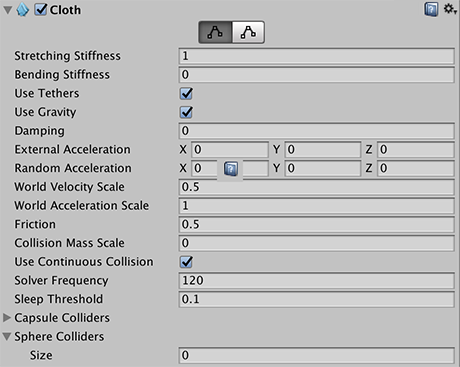 Cloth
Stretching Stiffness 1
Bending Stiffness 0
Use Tethers
Use Gravity
Damping 0
External Acceleration X 0 Y 0 Z 0
Random Acceleration X 0 Y 0 Z 0
World Velocity Scale 0.5
World Acceleration Scale 1
Friction 0.5
Collision Mass Scale 0
Use Continuous Collision
Solver Frequency 120
Sleep Threshold 0.1
Capsule Colliders
Sphere Colliders
Size 0